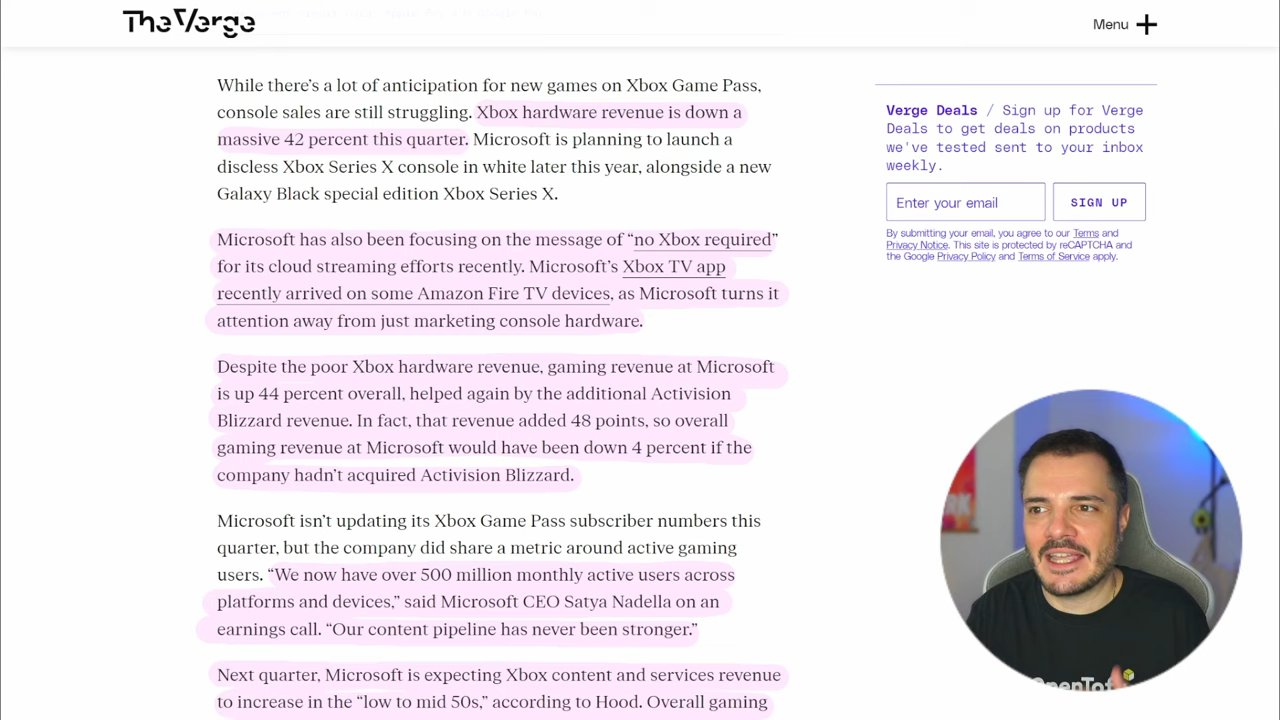 TheVerge
Menu
While there's a lot of anticipation for new games on Xbox Game Pass,
console sales are still struggling. Xbox hardware revenue is down a
massive 42 percent this quarter. Microsoft is planning to launch a
discless Xbox Series X console in white later this year, alongside a new
Galaxy Black special edition Xbox Series X.
Microsoft has also been focusing on the message of “no Xbox required”
for its cloud streaming efforts recently. Microsoft's Xbox TV app
recently arrived on some Amazon Fire TV devices, as Microsoft turns it
attention away from just marketing console hardware.
Despite the poor Xbox hardware revenue, gaming revenue at Microsoft
is up 44 percent overall, helped again by the additional Activision
Blizzard revenue. In fact, that revenue added 48 points, so overall
gaming revenue at Microsoft would have been down 4 percent if the
company hadn't acquired Activision Blizzard.
Microsoft isn't updating its Xbox Game Pass subscriber numbers this
quarter, but the company did share a metric around active gaming
users. “We now have over 500 million monthly active users across
platforms and devices,” said Microsoft CEO Satya Nadella on an
earnings call. “Our content pipeline has never been stronger.”
Next quarter, Microsoft is expecting Xbox content and services revenue
to increase in the “low to mid 50s,” according to Hood. Overall gaming
Verge Deals / Sign up for Verge
Deals to get deals on products
we've tested sent to your inbox
weekly.
Enter your email
SIGN UP
By submitting your email, you agree to our Terms and
Privacy Notice. This site is protected by reCAPTCHA and
the Google Privacy Policy and Terms of Service apply.